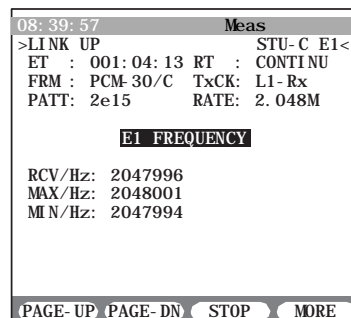 08:39:57 Meas
>LINK UP STU-C E1<
ET : 001:04:13 RT : CONTINU
FRM : PCM-30/C TxCK: L1-Rx
PATT: 2e15 RATE: 2.048M
E1 FREQUENCY
RCV/Hz: 2047996
MAX/Hz: 2048001
MIN/Hz: 2047994
PAGE-UP PAGE-DN STOP MORE